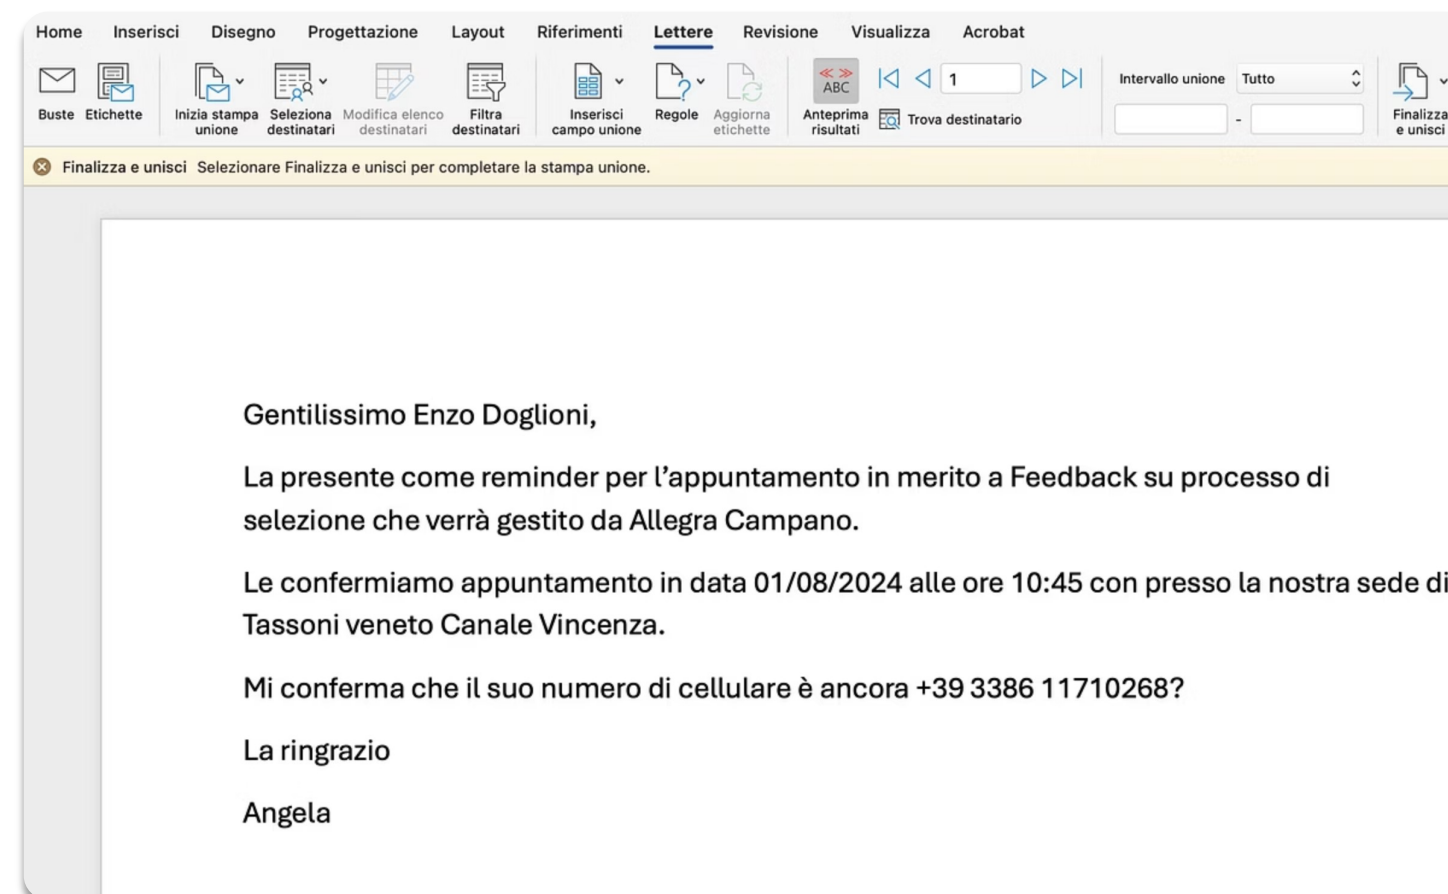 Home Inserisci Disegno Progettazione Layout Riferimenti Lettere Revisione Visualizza Acrobat
Buste Etichette Inizia stampa unione Seleziona destinatari Modifica elenco destinatari Filtra destinatari Inserisci campo unione Regole Aggiorna etichette ABC Anteprima risultati 1 Trova destinatario Intervallo unione Tutto - Finalizza e unisci
Finalizza e unisci Selezionare Finalizza e unisci per completare la stampa unione.
Gentilissimo Enzo Doglioni,
La presente come reminder per l’appuntamento in merito a Feedback su processo di
selezione che verrà gestito da Allegra Campano.
Le confermiamo appuntamento in data 01/08/2024 alle ore 10:45 con presso la nostra sede di
Tassoni veneto Canale Vincenza.
Mi conferma che il suo numero di cellulare è ancora +39 3386 11710268?
La ringrazio
Angela